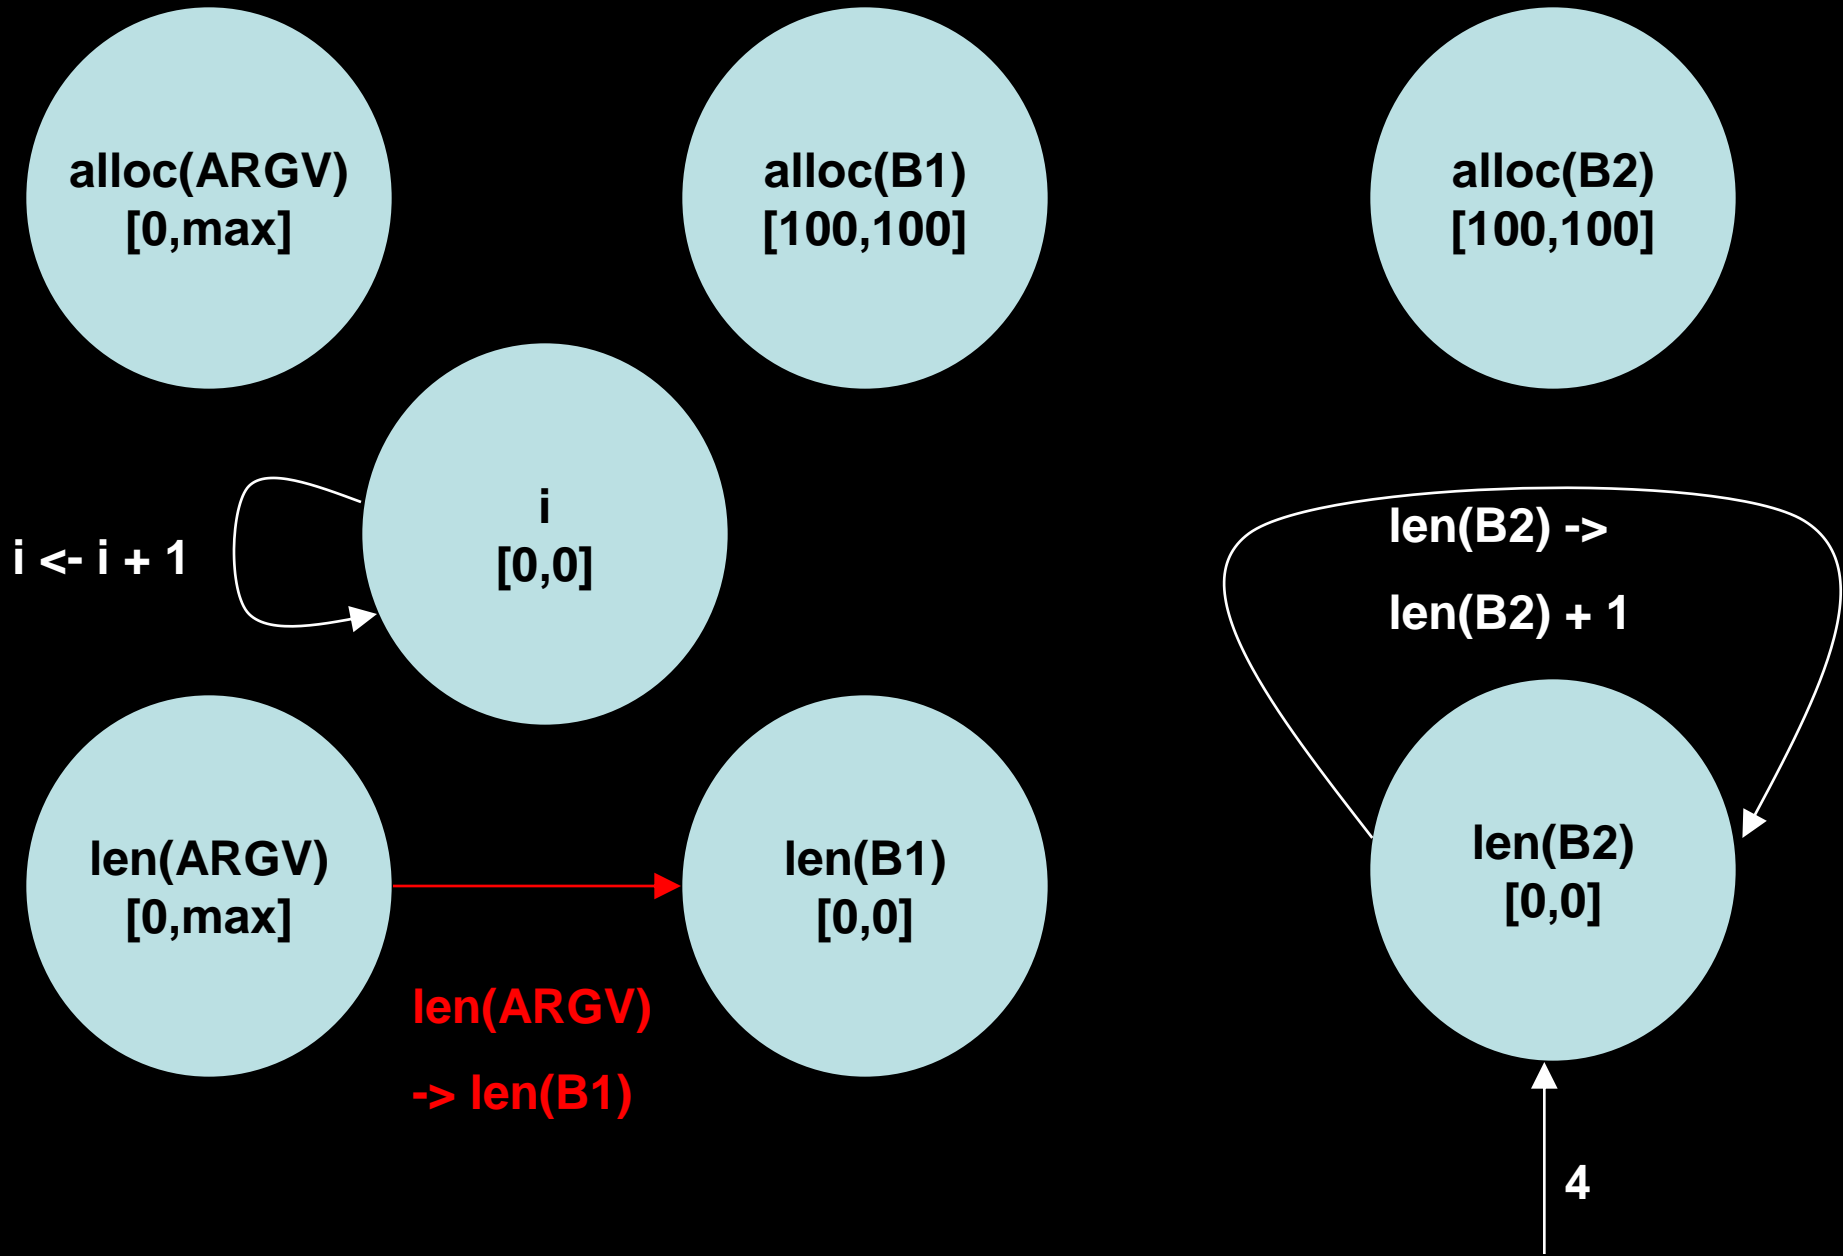 alloc(ARGV)
[0,max]
alloc(B1)
[100,100]
alloc(B2)
[100,100]
i <- i + 1
i
[0,0]
len(B2) ->
len(B2) + 1
len(ARGV)
[0,max]
len(B1)
[0,0]
len(B2)
[0,0]
len(ARGV)
-> len(B1)
4